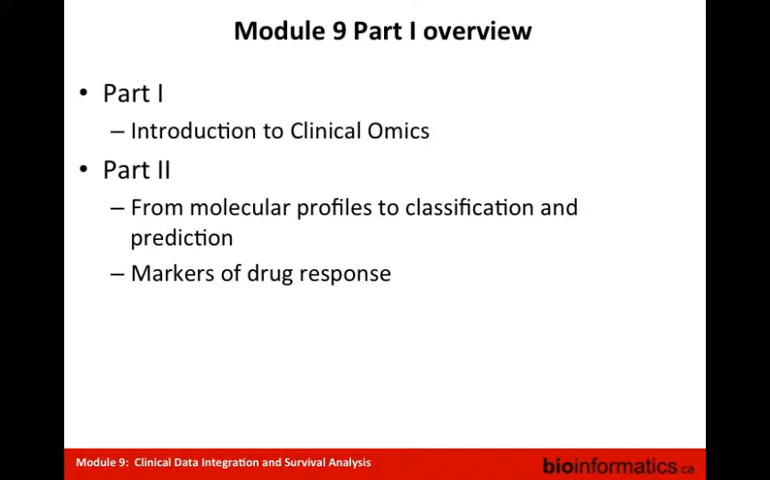 Module 9 Part I overview
• Part I
– Introduction to Clinical Omics
• Part II
– From molecular profiles to classification and
prediction
– Markers of drug response
Module 9: Clinical Data Integration and Survival Analysis
bioinformatics.ca